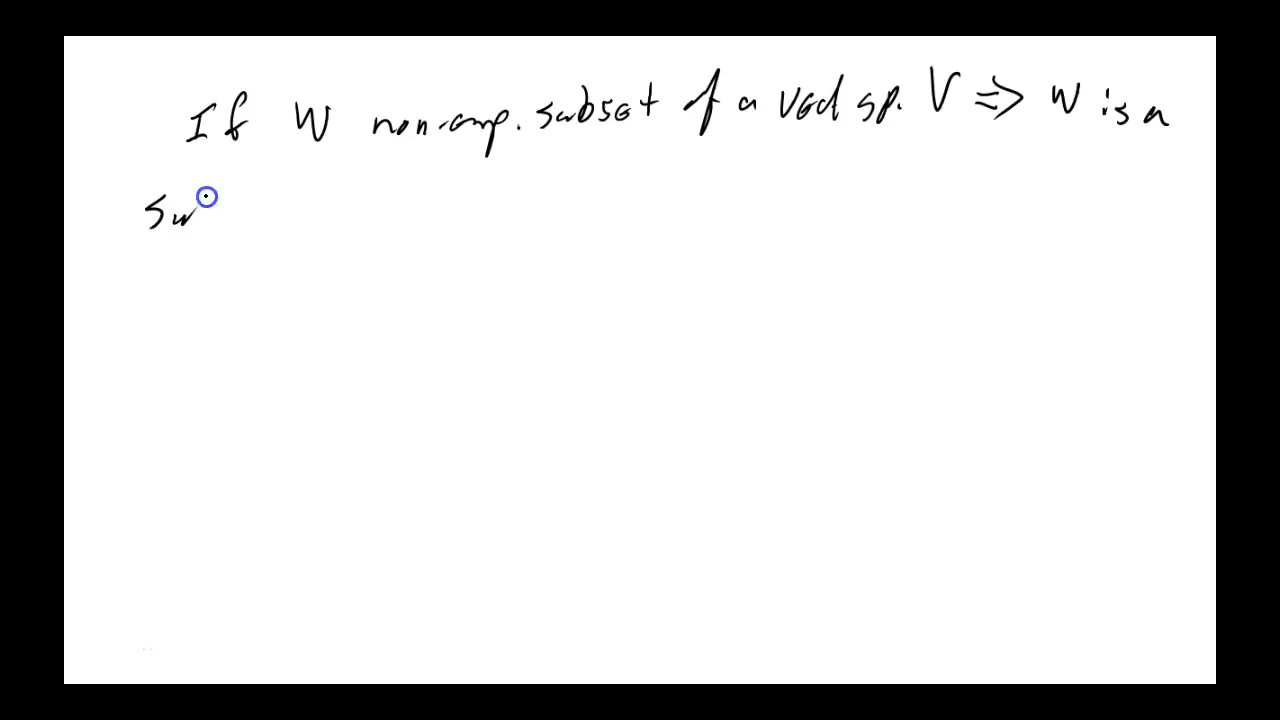 If W non-emp. subset of a vect sp. V ⇒ W is a
su